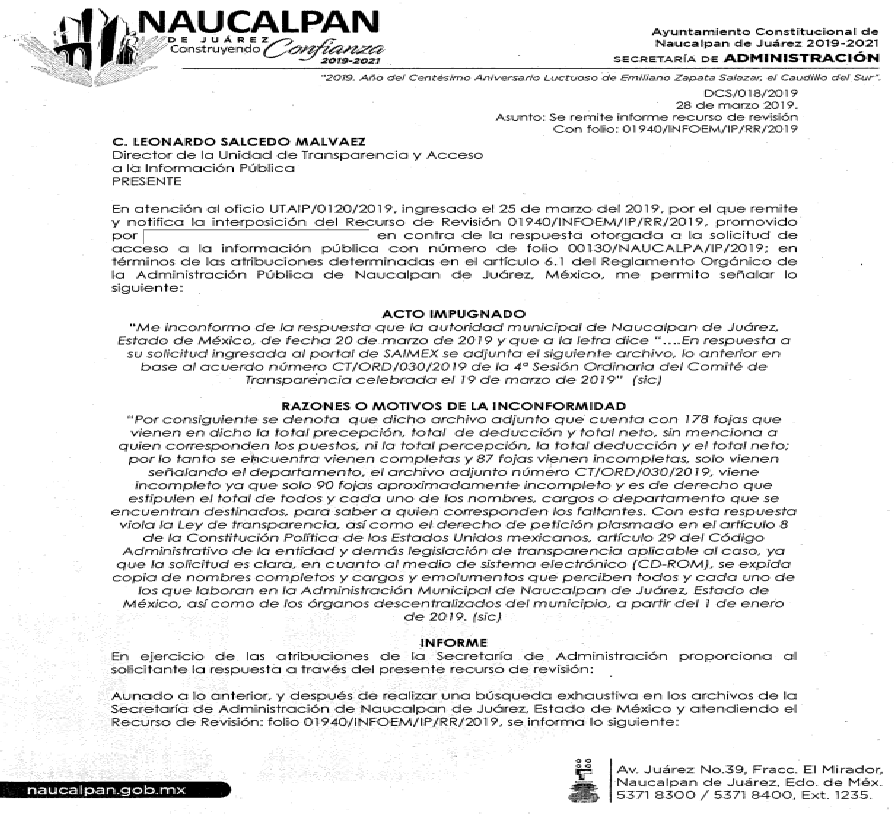 NAUCALPAN
DE JUÁREZ
Construyendo Confianza
2019-2021
Ayuntamiento Constitucional de
Naucalpan de Juárez 2019-2021
SECRETARÍA DE ADMINISTRACIÓN
"2019. Año del Centésimo Aniversario Luctuoso de Emiliano Zapata Salazar, el Caudillo del Sur".
DCS/018/2019
28 de marzo 2019.
Asunto: Se remite informe recurso de revisión
Con folio: 01940/INFOEM/IP/RR/2019
C. LEONARDO SALCEDO MALVAEZ
Director de la Unidad de Transparencia y Acceso
a la Información Pública
PRESENTE
En atención al oficio UTAIP/0120/2019, ingresado el 25 de marzo del 2019, por el que remite
y notifica la interposición del Recurso de Revisión 01940/INFOEM/IP/RR/2019, promovido
por en contra de la respuesta otorgada a la solicitud de
acceso a la información pública con número de folio 00130/NAUCALPA/IP/2019; en
términos de las atribuciones determinadas en el artículo 6.1 del Reglamento Orgánico de
la Administración Pública de Naucalpan de Juárez, México, me permito señalar lo
siguiente:
ACTO IMPUGNADO
"Me inconformo de la respuesta que la autoridad municipal de Naucalpan de Juárez,
Estado de México, de fecha 20 de marzo de 2019 y que a la letra dice "....En respuesta a
su solicitud ingresada al portal de SAIMEX se adjunta el siguiente archivo, lo anterior en
base al acuerdo número CT/ORD/030/2019 de la 4ª Sesión Ordinaria del Comité de
Transparencia celebrada el 19 de marzo de 2019" (sic)
RAZONES O MOTIVOS DE LA INCONFORMIDAD
"Por consiguiente se denota que dicho archivo adjunto que cuenta con 178 fojas que
vienen en dicho la total precepción, total de deducción y total neto, sin menciona a
quien corresponden los puestos, ni la total percepción, la total deducción y el total neto;
por lo tanto se encuentra vienen completas y 87 fojas vienen incompletas, solo vienen
señalando el departamento, el archivo adjunto número CT/ORD/030/2019, viene
incompleto ya que solo 90 fojas aproximadamente incompleto y es de derecho que
estipulen el total de todos y cada uno de los nombres, cargos o departamento que se
encuentran destinados, para saber a quien corresponden los faltantes. Con esta respuesta
viola la Ley de transparencia, así como el derecho de petición plasmado en el artículo 8
de la Constitución Política de los Estados Unidos mexicanos, artículo 29 del Código
Administrativo de la entidad y demás legislación de transparencia aplicable al caso, ya
que la solicitud es clara, en cuanto al medio de sistema electrónico (CD-ROM), se expida
copia de nombres completos y cargos y emolumentos que perciben todos y cada uno de
los que laboran en la Administración Municipal de Naucalpan de Juárez, Estado de
México, así como de los órganos descentralizados del municipio, a partir del 1 de enero
de 2019. (sic)
INFORME
En ejercicio de las atribuciones de la Secretaría de Administración proporciona al
solicitante la respuesta a través del presente recurso de revisión:
Aunado a lo anterior, y después de realizar una búsqueda exhaustiva en los archivos de la
Secretaría de Administración de Naucalpan de Juárez, Estado de México y atendiendo el
Recurso de Revisión: folio 01940/INFOEM/IP/RR/2019, se informa lo siguiente:
naucalpan.gob.mx
Av. Juárez No.39, Fracc. El Mirador,
Naucalpan de Juárez, Edo. de Méx.
5371 8300 / 5371 8400, Ext. 1235.